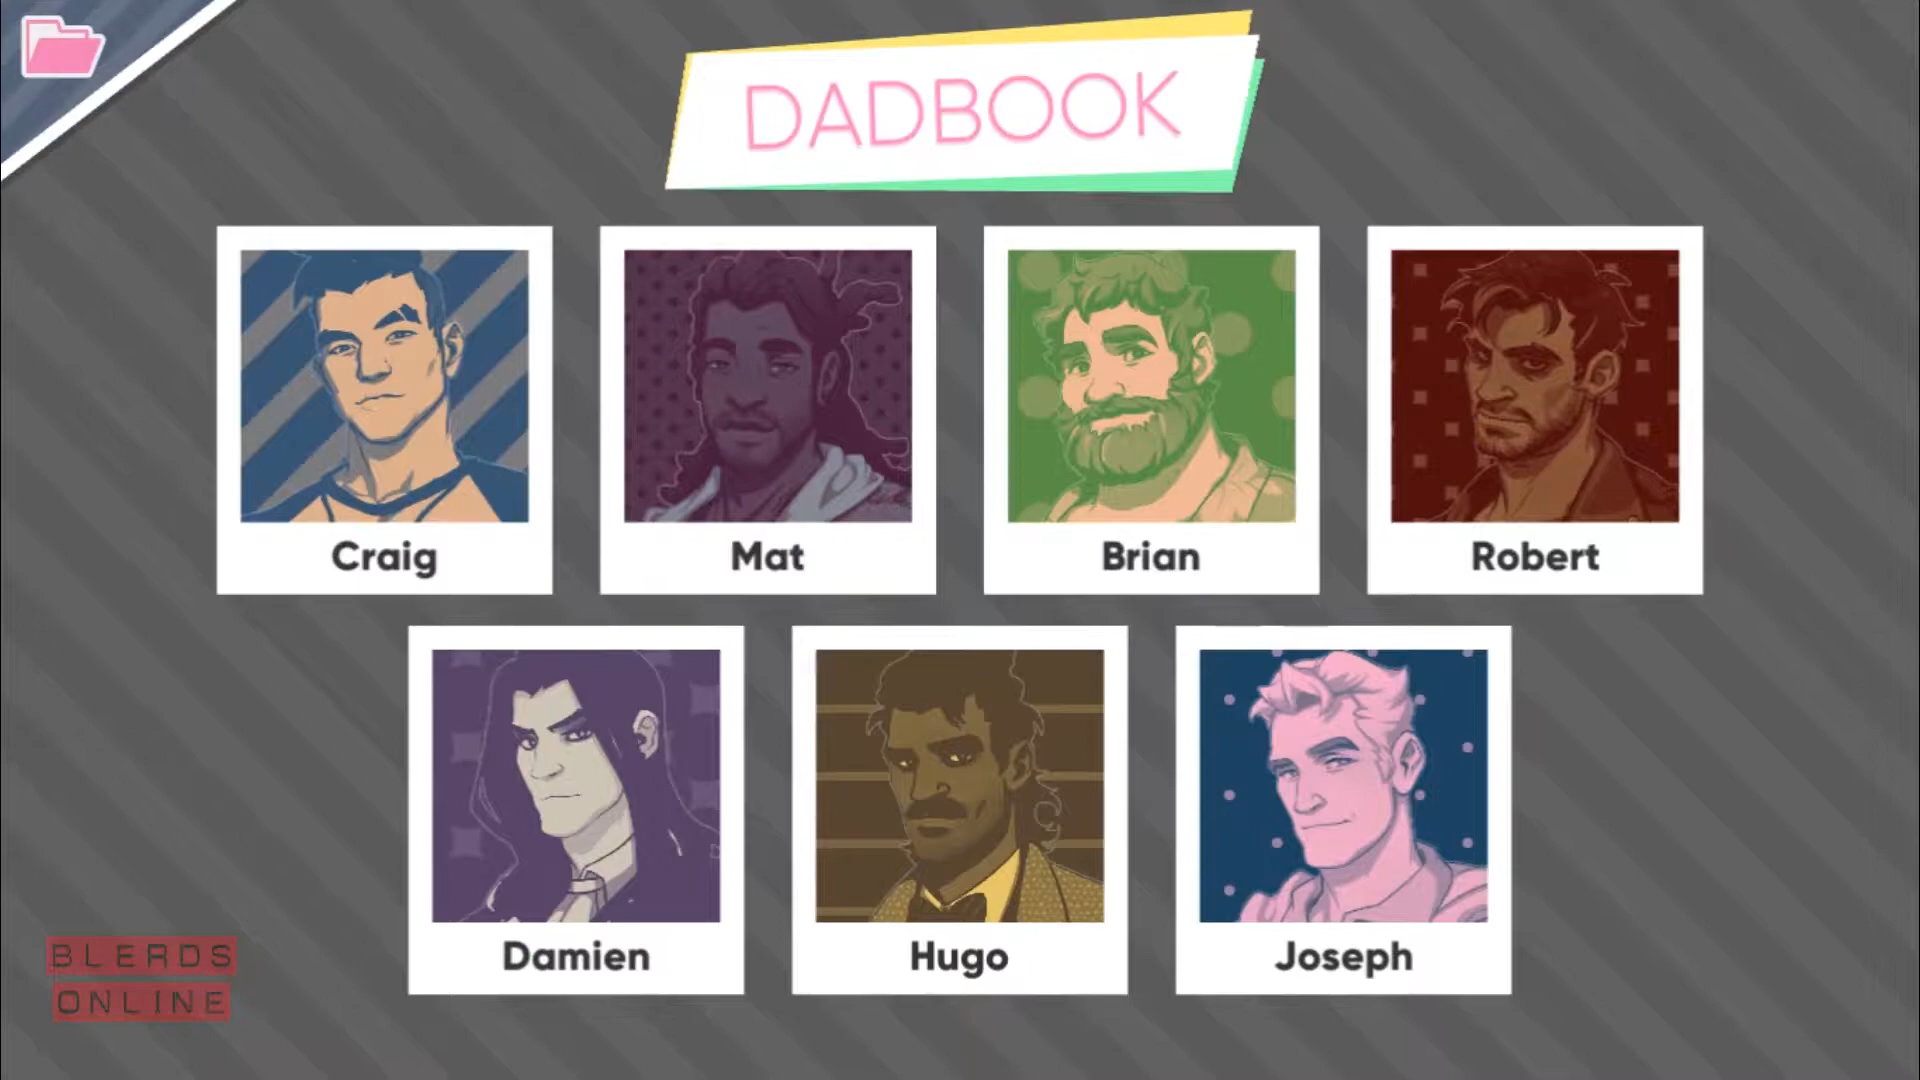 DADBOOK
Craig
Mat
Brian
Robert
Damien
Hugo
Joseph
BLERDS
ONLINE